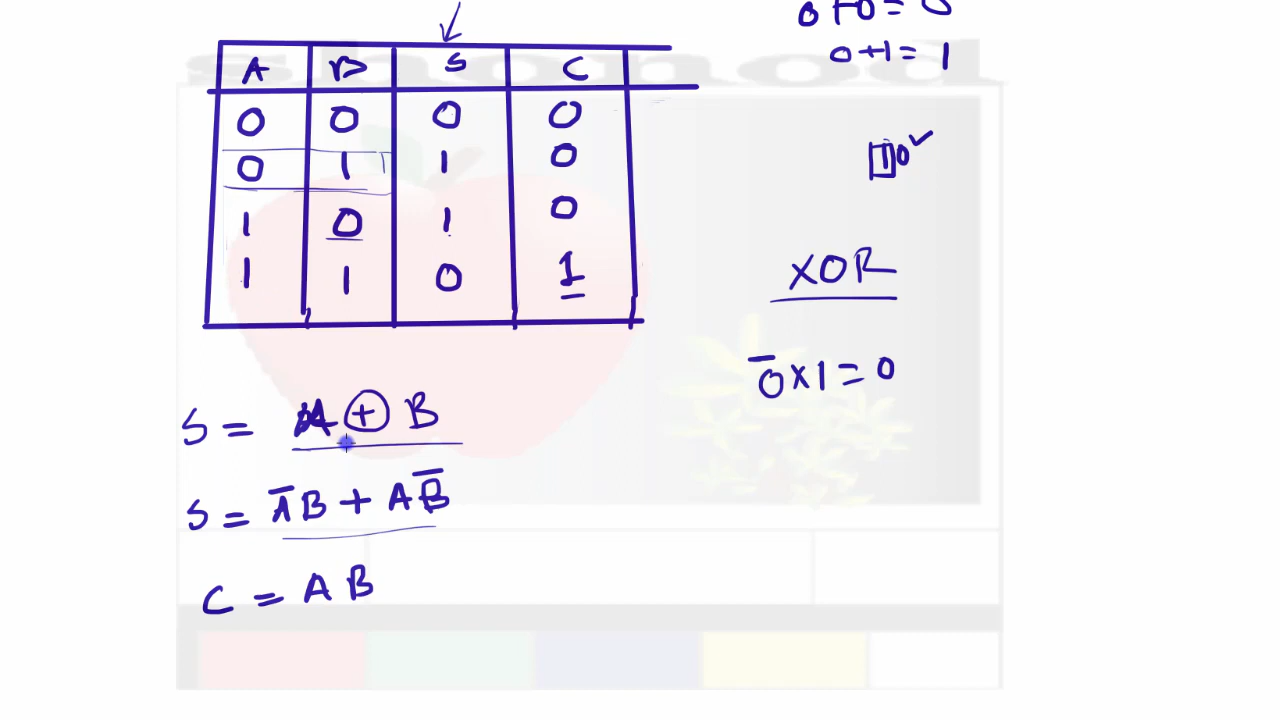 0+0=0
0+1=1
shohod
A B S C
0 0 0 0
0 1 1 0
1 0 1 0
1 1 0 1
10✓
XOR
0̅×1=0
S = A ⊕ B
S = A̅B + AB̅
C = AB